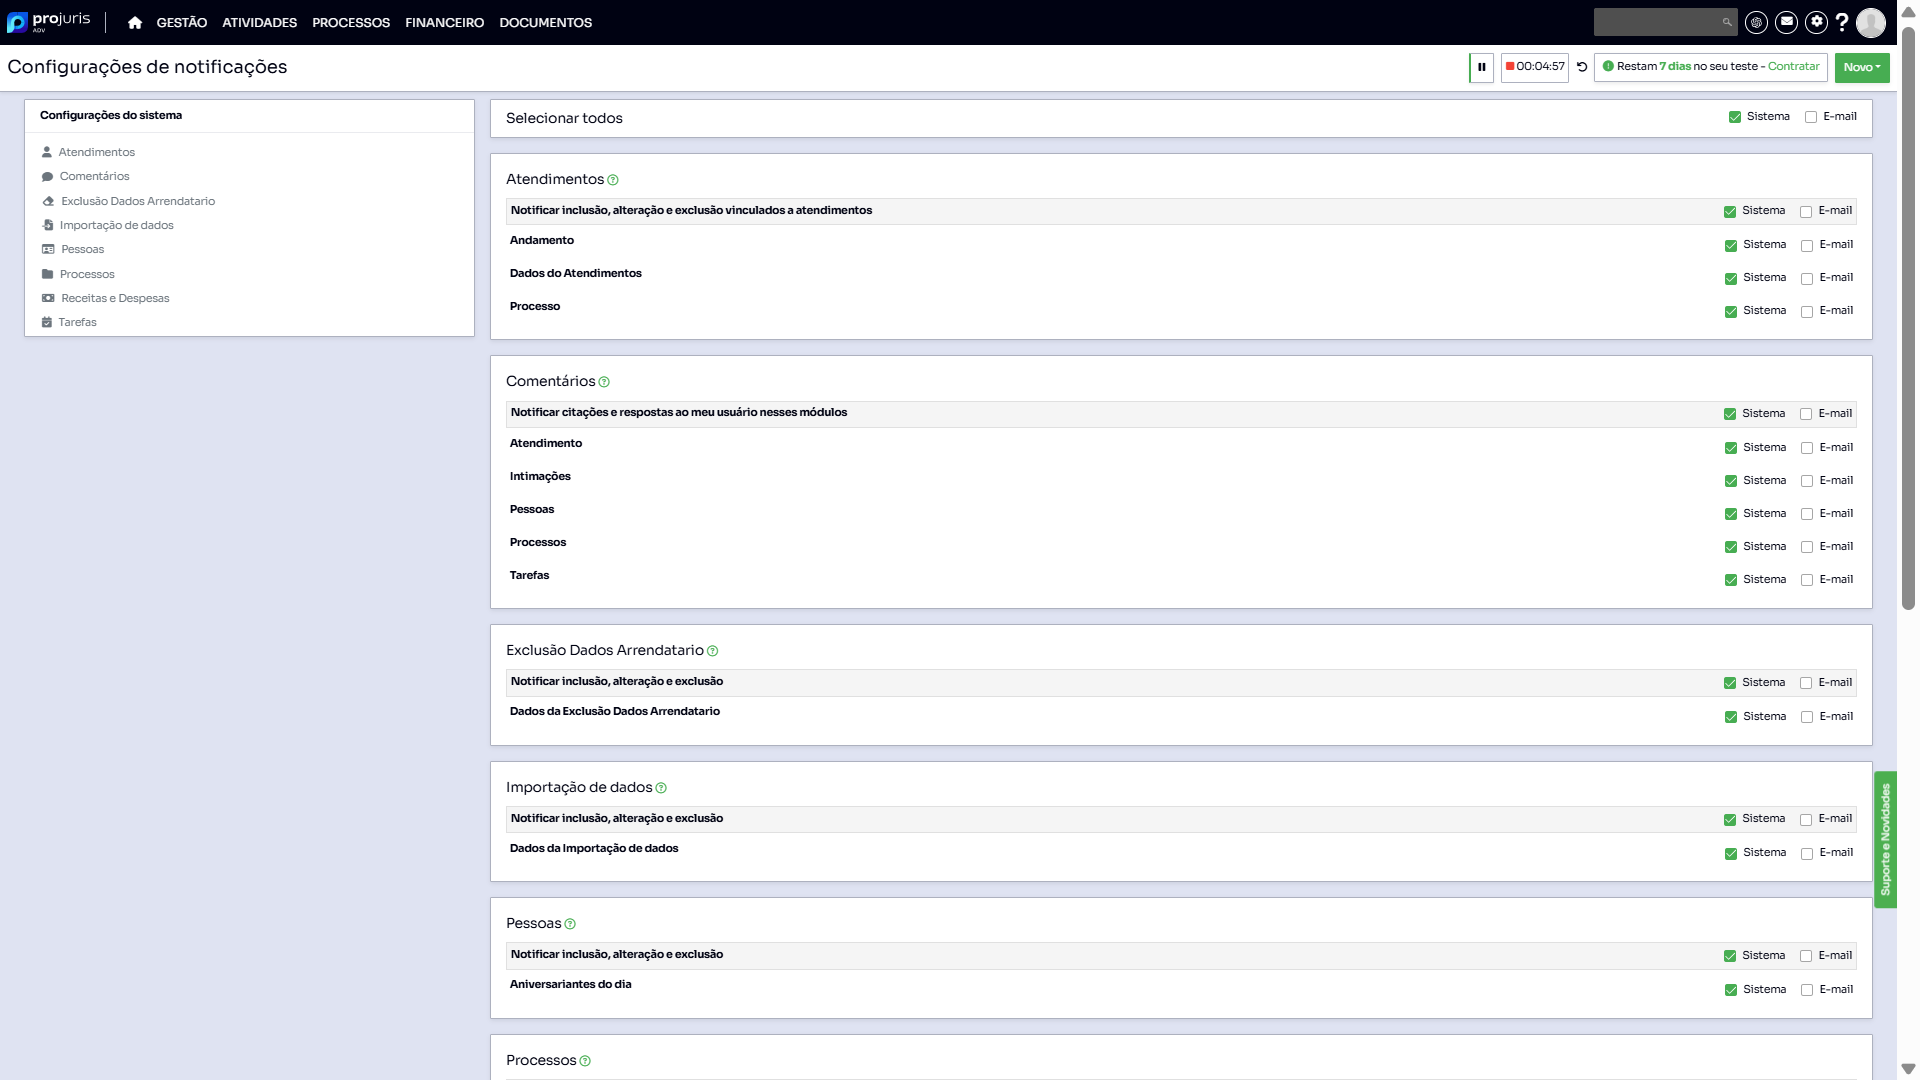 projuris
ADV
GESTÃO ATIVIDADES PROCESSOS FINANCEIRO DOCUMENTOS
Configurações de notificações
00:04:57
Restam 7 dias no seu teste - Contratar
Novo
Configurações do sistema
Atendimentos
Comentários
Exclusão Dados Arrendatario
Importação de dados
Pessoas
Processos
Receitas e Despesas
Tarefas
Selecionar todos Sistema E-mail
Atendimentos
Notificar inclusão, alteração e exclusão vinculados a atendimentos Sistema E-mail
Andamento Sistema E-mail
Dados do Atendimentos Sistema E-mail
Processo Sistema E-mail
Comentários
Notificar citações e respostas ao meu usuário nesses módulos Sistema E-mail
Atendimento Sistema E-mail
Intimações Sistema E-mail
Pessoas Sistema E-mail
Processos Sistema E-mail
Tarefas Sistema E-mail
Exclusão Dados Arrendatario
Notificar inclusão, alteração e exclusão Sistema E-mail
Dados da Exclusão Dados Arrendatario Sistema E-mail
Importação de dados
Notificar inclusão, alteração e exclusão Sistema E-mail
Dados da Importação de dados Sistema E-mail
Pessoas
Notificar inclusão, alteração e exclusão Sistema E-mail
Aniversariantes do dia Sistema E-mail
Processos
Suporte e Novidades